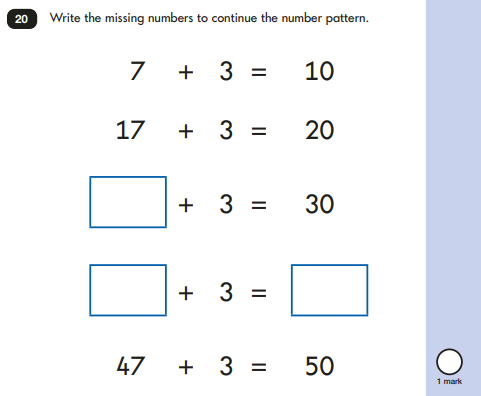 20 Write the missing numbers to continue the number pattern.
7 + 3 = 10
17 + 3 = 20
+ 3 = 30
+ 3 =
47 + 3 = 50
1 mark